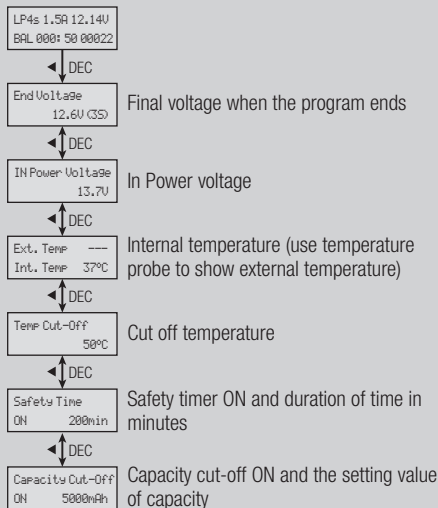 LP4s 1.5A 12.14V
BAL 000:50 00022
DEC
End Voltage
12.6V (3S)
Final voltage when the program ends
DEC
IN Power Voltage
13.7V
In Power voltage
DEC
Ext. Temp ---
Int. Temp 37°C
Internal temperature (use temperature
probe to show external temperature)
DEC
Temp Cut-Off
50°C
Cut off temperature
DEC
Safety Time
ON 200min
Safety timer ON and duration of time in
minutes
DEC
Capacity Cut-Off
ON 5000mAh
Capacity cut-off ON and the setting value
of capacity